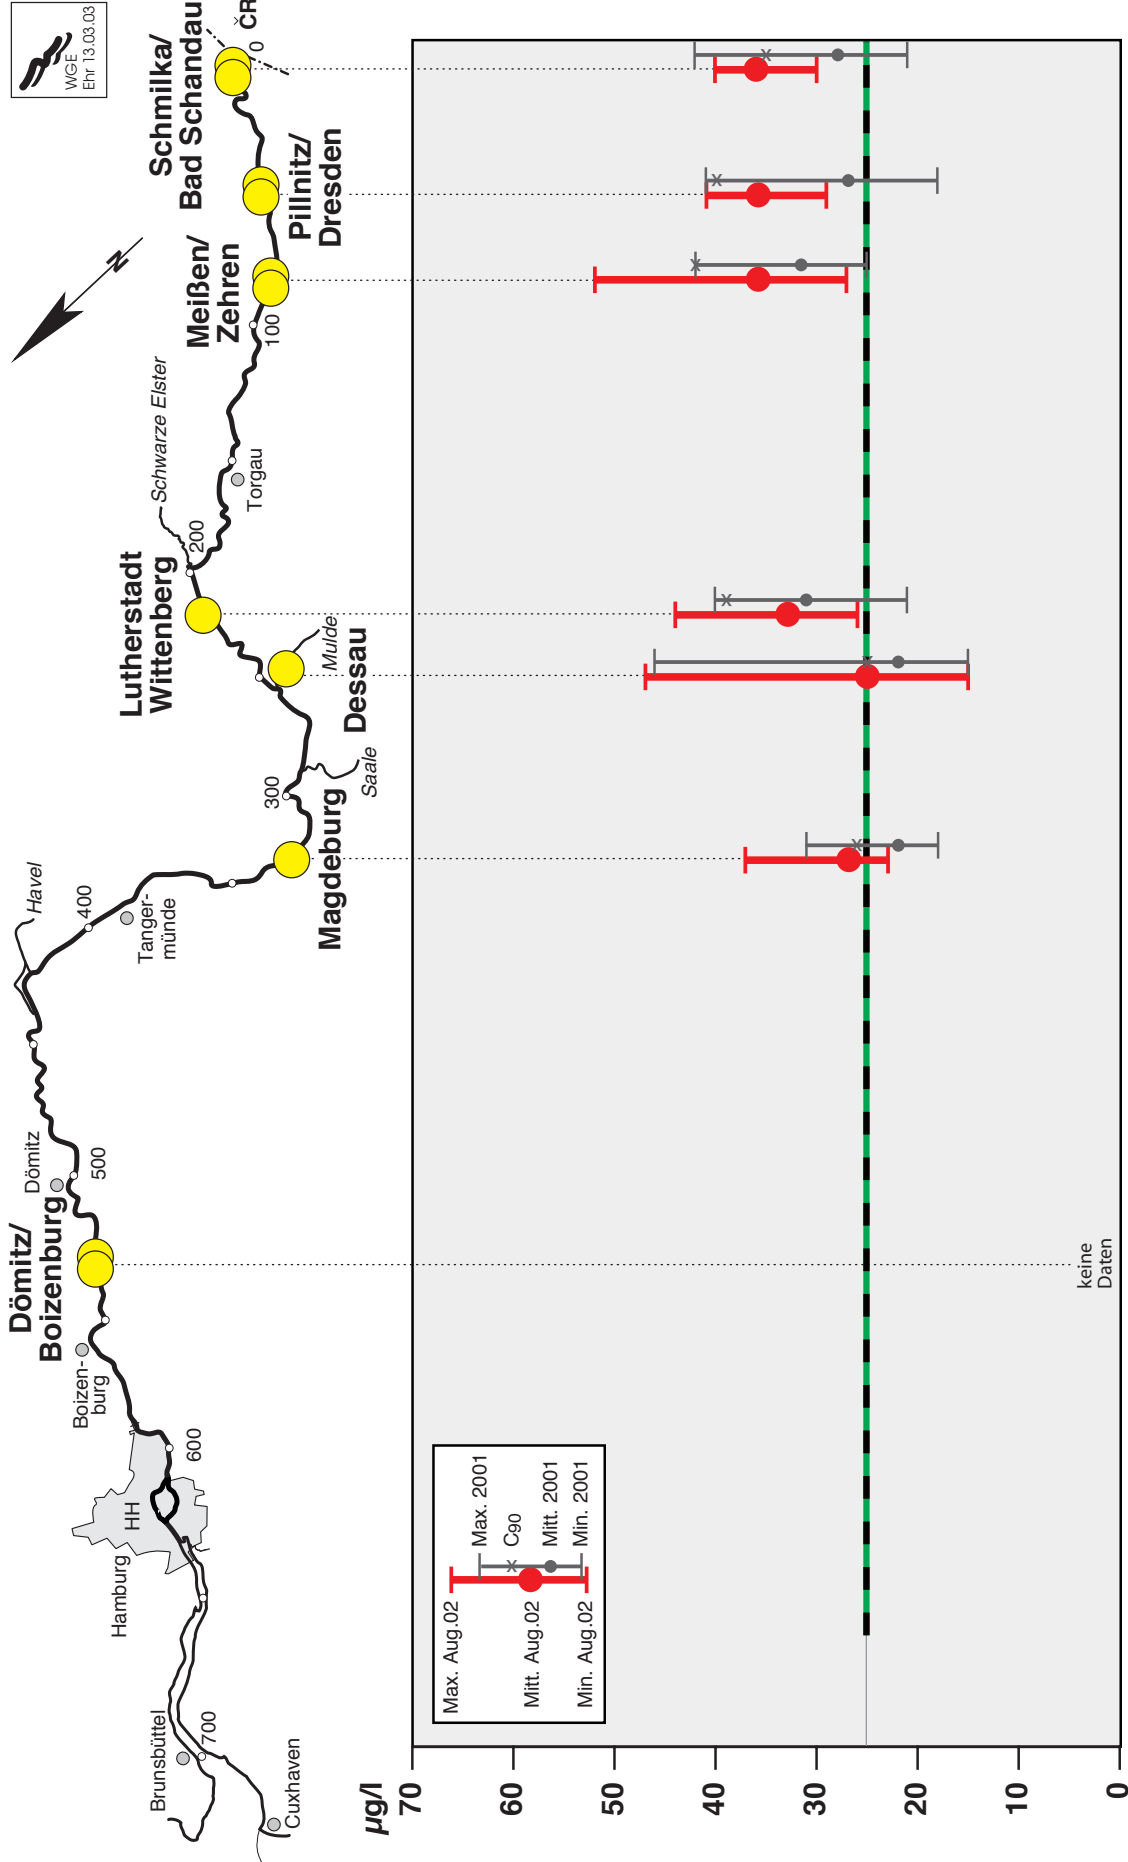 WGE
Ehr 13.03.03
Schmilka/
Bad Schandau
0
ČR
Pillnitz/
Dresden
Meißen/
Zehren
N
100
Schwarze Elster
Torgau
200
Lutherstadt
Wittenberg
Mulde
Dessau
Saale
300
Magdeburg
Havel
400
Tanger-
münde
Dömitz
500
Dömitz/
Boizenburg
Boizen-
burg
600
HH
Hamburg
Brunsbüttel
700
Cuxhaven
µg/l
70
60
50
40
30
20
10
0
Max. Aug.02
Mitt. Aug.02
Min. Aug.02
Max. 2001
C90
Mitt. 2001
Min. 2001
keine
Daten